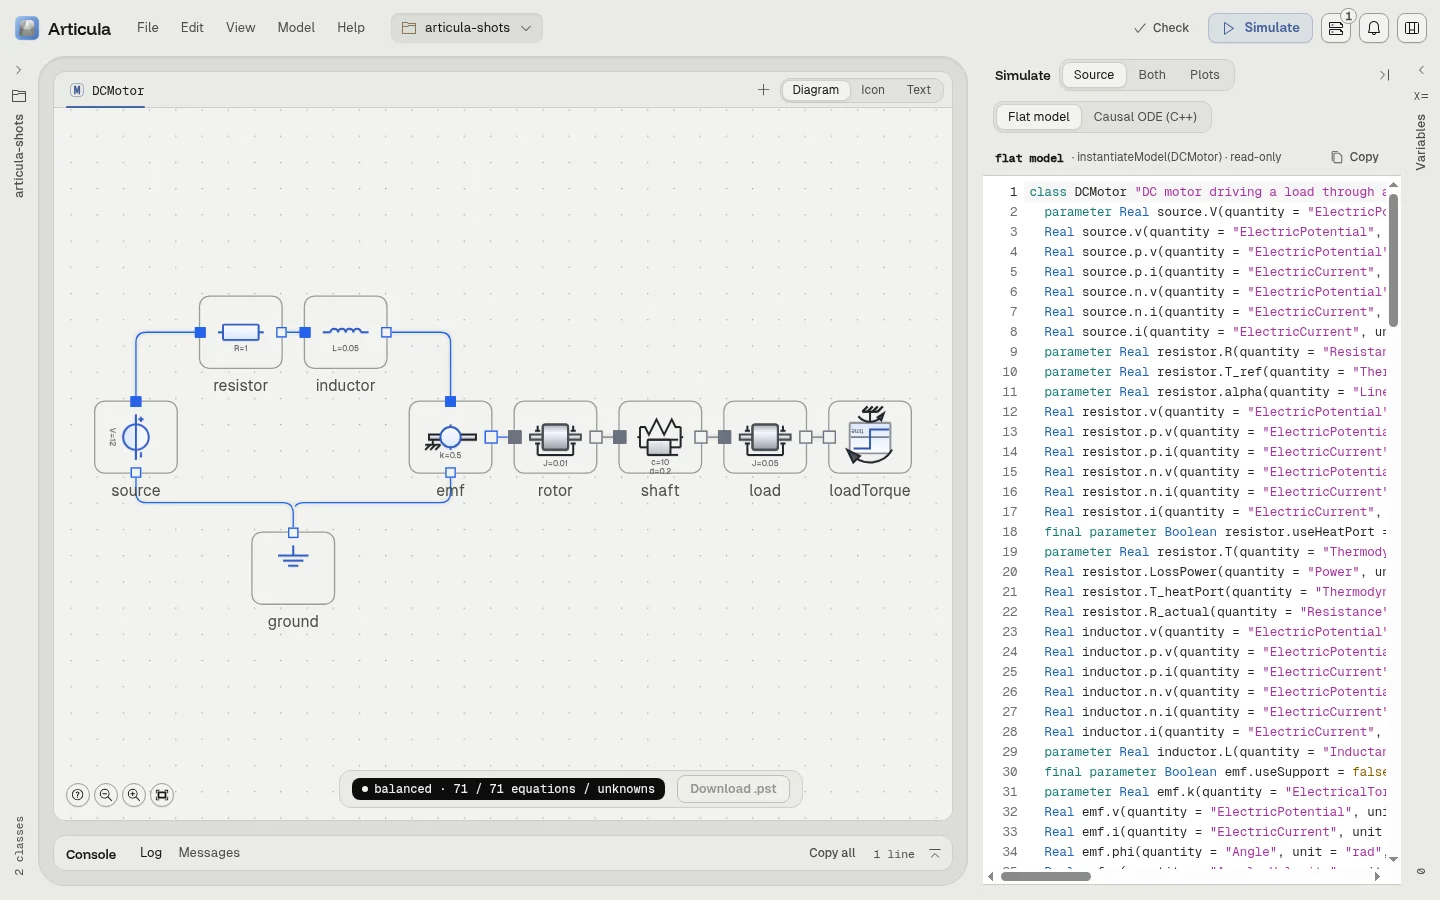 Articula File Edit View Model Help articula-shots Check Simulate 1
articula-shots
2 classes
DCMotor Diagram Icon Text
R=1 L=0.05
resistor inductor
V=12 k=0.5 J=0.01 c=10 J=0.05 time
d=0.2
source emf rotor shaft load loadTorque
ground
balanced · 71 / 71 equations / unknowns Download .pst
Console Log Messages Copy all 1 line
Simulate Source Both Plots
Flat model Causal ODE (C++)
flat model · instantiateModel(DCMotor) · read-only Copy
1 class DCMotor "DC motor driving a load through a
2 parameter Real source.V(quantity = "ElectricPo
3 Real source.v(quantity = "ElectricPotential",
4 Real source.p.v(quantity = "ElectricPotential"
5 Real source.p.i(quantity = "ElectricCurrent",
6 Real source.n.v(quantity = "ElectricPotential"
7 Real source.n.i(quantity = "ElectricCurrent",
8 Real source.i(quantity = "ElectricCurrent", un
9 parameter Real resistor.R(quantity = "Resistan
10 parameter Real resistor.T_ref(quantity = "Ther
11 parameter Real resistor.alpha(quantity = "Line
12 Real resistor.v(quantity = "ElectricPotential"
13 Real resistor.p.v(quantity = "ElectricPotentia
14 Real resistor.p.i(quantity = "ElectricCurrent"
15 Real resistor.n.v(quantity = "ElectricPotentia
16 Real resistor.n.i(quantity = "ElectricCurrent"
17 Real resistor.i(quantity = "ElectricCurrent",
18 final parameter Boolean resistor.useHeatPort =
19 parameter Real resistor.T(quantity = "Thermody
20 Real resistor.LossPower(quantity = "Power", un
21 Real resistor.T_heatPort(quantity = "Thermodyn
22 Real resistor.R_actual(quantity = "Resistance"
23 Real inductor.v(quantity = "ElectricPotential"
24 Real inductor.p.v(quantity = "ElectricPotentia
25 Real inductor.p.i(quantity = "ElectricCurrent"
26 Real inductor.n.v(quantity = "ElectricPotentia
27 Real inductor.n.i(quantity = "ElectricCurrent"
28 Real inductor.i(quantity = "ElectricCurrent",
29 parameter Real inductor.L(quantity = "Inductan
30 final parameter Boolean emf.useSupport = false
31 parameter Real emf.k(quantity = "ElectricalTor
32 Real emf.v(quantity = "ElectricPotential", uni
33 Real emf.i(quantity = "ElectricCurrent", unit
34 Real emf.phi(quantity = "Angle", unit = "rad",
x=
Variables
0